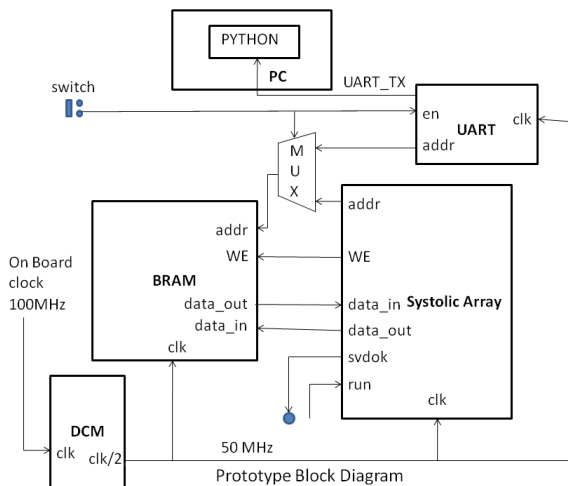 PYTHON
PC
UART_TX
switch
en
UART
clk
addr
M
U
X
addr
addr
WE
WE
On Board
clock
100MHz
BRAM
Systolic Array
data_out
data_in
data_in
data_out
clk
svdok
run
clk
DCM
clk
clk/2
50 MHz
Prototype Block Diagram